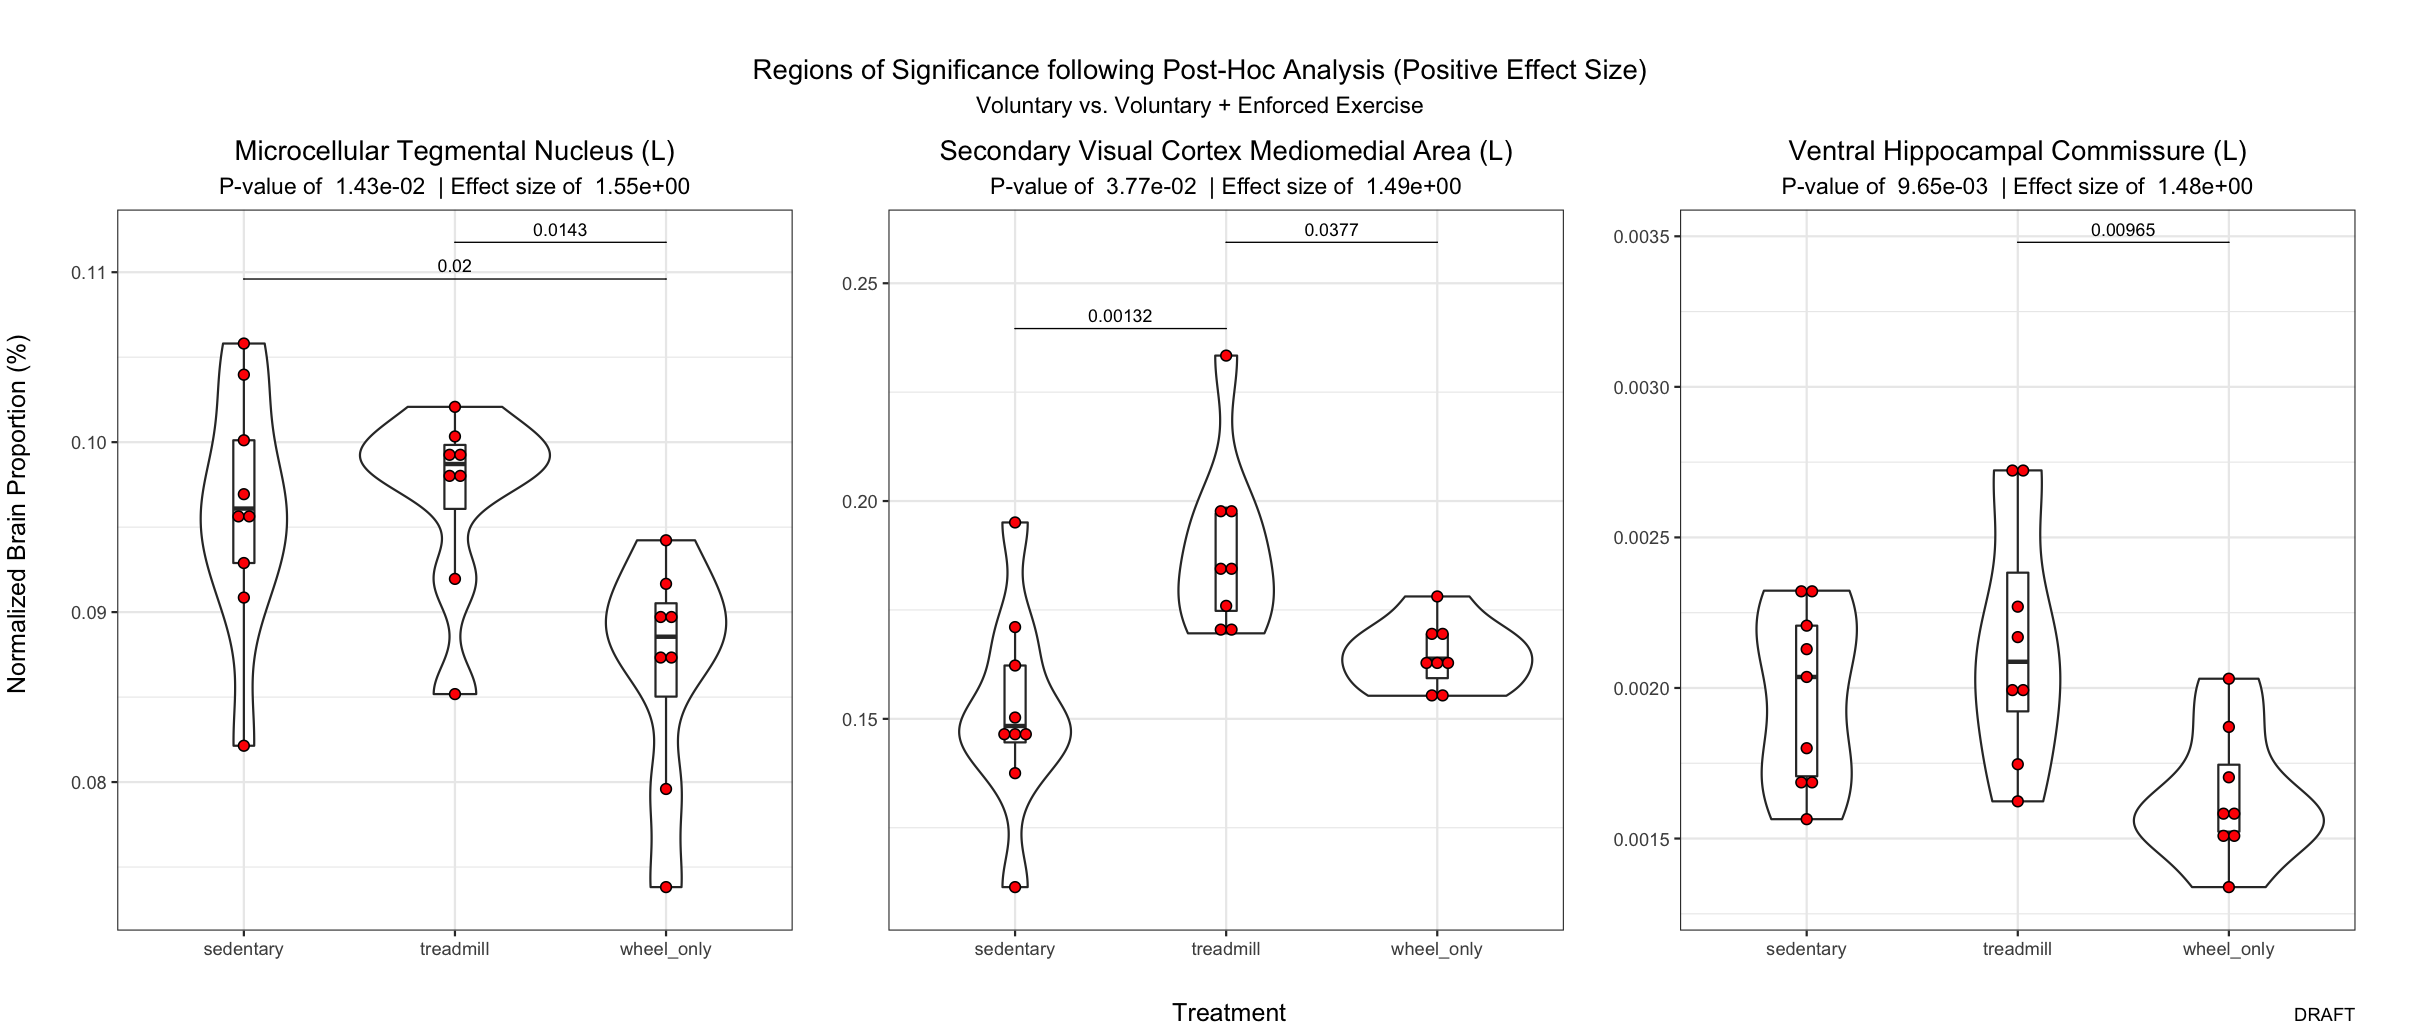 Regions of Significance following Post-Hoc Analysis (Positive Effect Size)
Voluntary vs. Voluntary + Enforced Exercise
Normalized Brain Proportion (%)
Microcellular Tegmental Nucleus (L)
P-value of 1.43e-02 | Effect size of 1.55e+00
0.0143
0.02
0.11
0.10
0.09
0.08
sedentary treadmill wheel_only
Secondary Visual Cortex Mediomedial Area (L)
P-value of 3.77e-02 | Effect size of 1.49e+00
0.0377
0.00132
0.25
0.20
0.15
sedentary treadmill wheel_only
Ventral Hippocampal Commissure (L)
P-value of 9.65e-03 | Effect size of 1.48e+00
0.00965
0.0035
0.0030
0.0025
0.0020
0.0015
sedentary treadmill wheel_only
Treatment
DRAFT